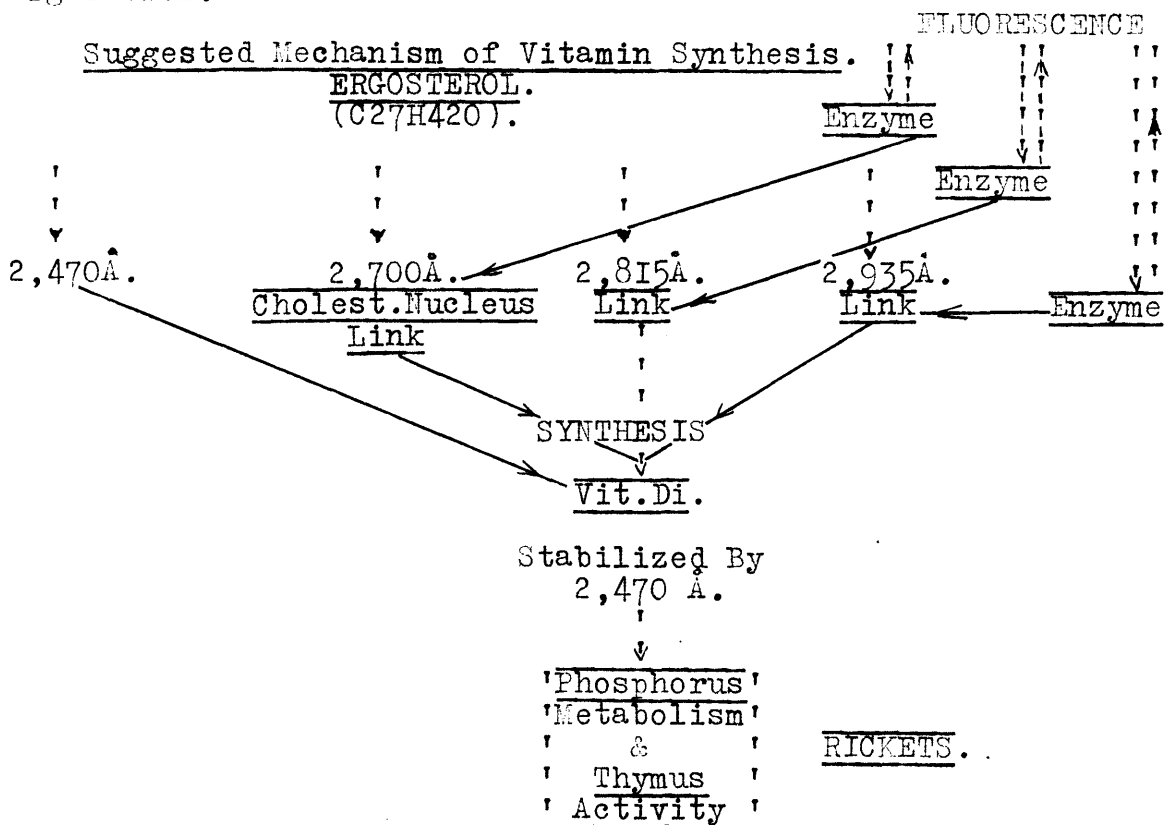 FLUORESCENCE
Suggested Mechanism of Vitamin Synthesis.
ERGOSTEROL.
(C27H42O).
Enzyme
Enzyme
2,470Å. 2,700Å. 2,8I5Å. 2,935Å.
Cholest.Nucleus Link Link Enzyme
Link
SYNTHESIS
Vit.Di.
Stabilized By
2,470 Å.
Phosphorus
Metabolism
& RICKETS.
Thymus
Activity